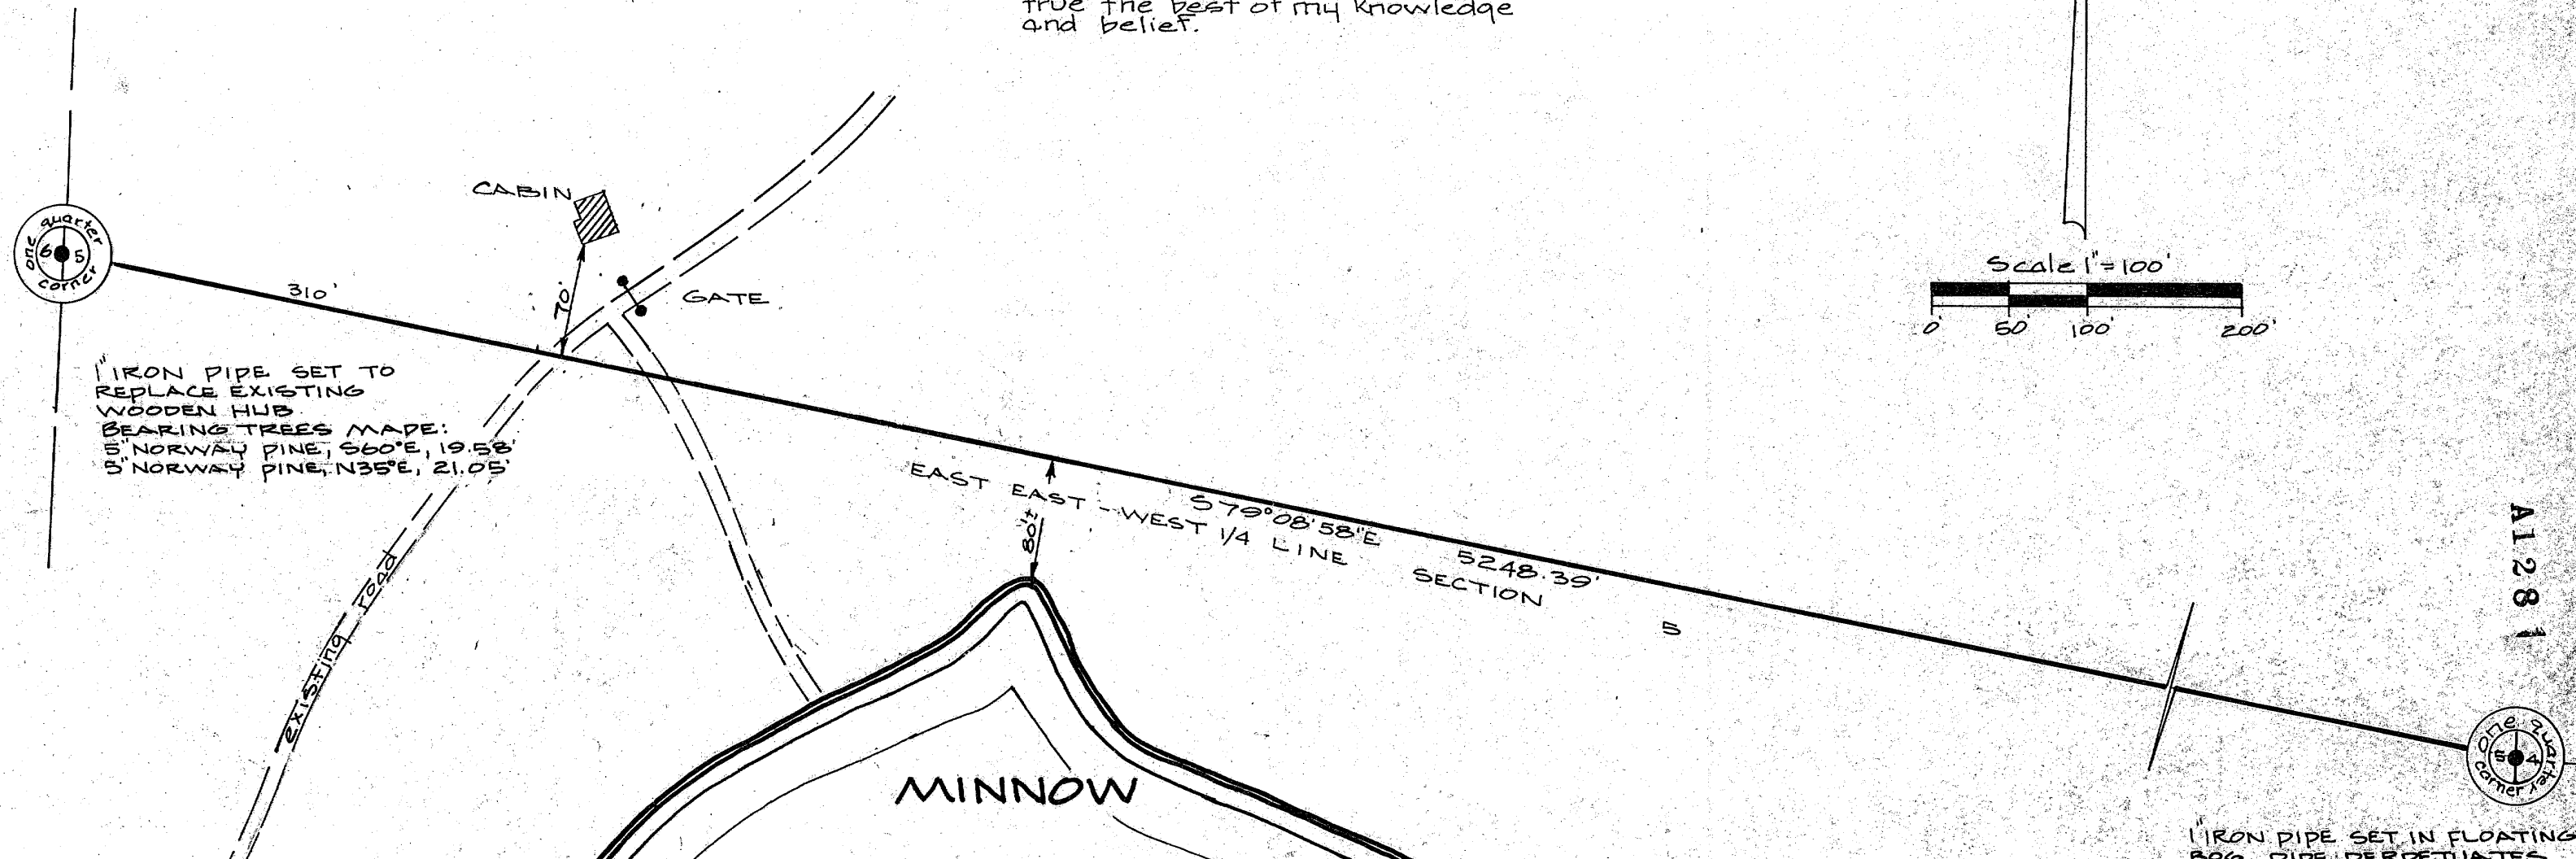 true the best of my knowledge
and belief.
CABIN
one quarter
corner
6 5
310'
70'
GATE
Scale 1"=100'
0' 50' 100' 200'
1" IRON PIPE SET TO
REPLACE EXISTING
WOODEN HUB
BEARING TREES MADE:
5" NORWAY PINE, S60°E, 19.58'
5" NORWAY PINE, N35°E, 21.05'
existing road
S79°08'58"E 5248.39'
EAST EAST-WEST 1/4 LINE SECTION 5
80'±
A1281
MINNOW
one quarter
corner
5 4
1" IRON PIPE SET IN FLOATING
BOG. PIPE PERPETUATES